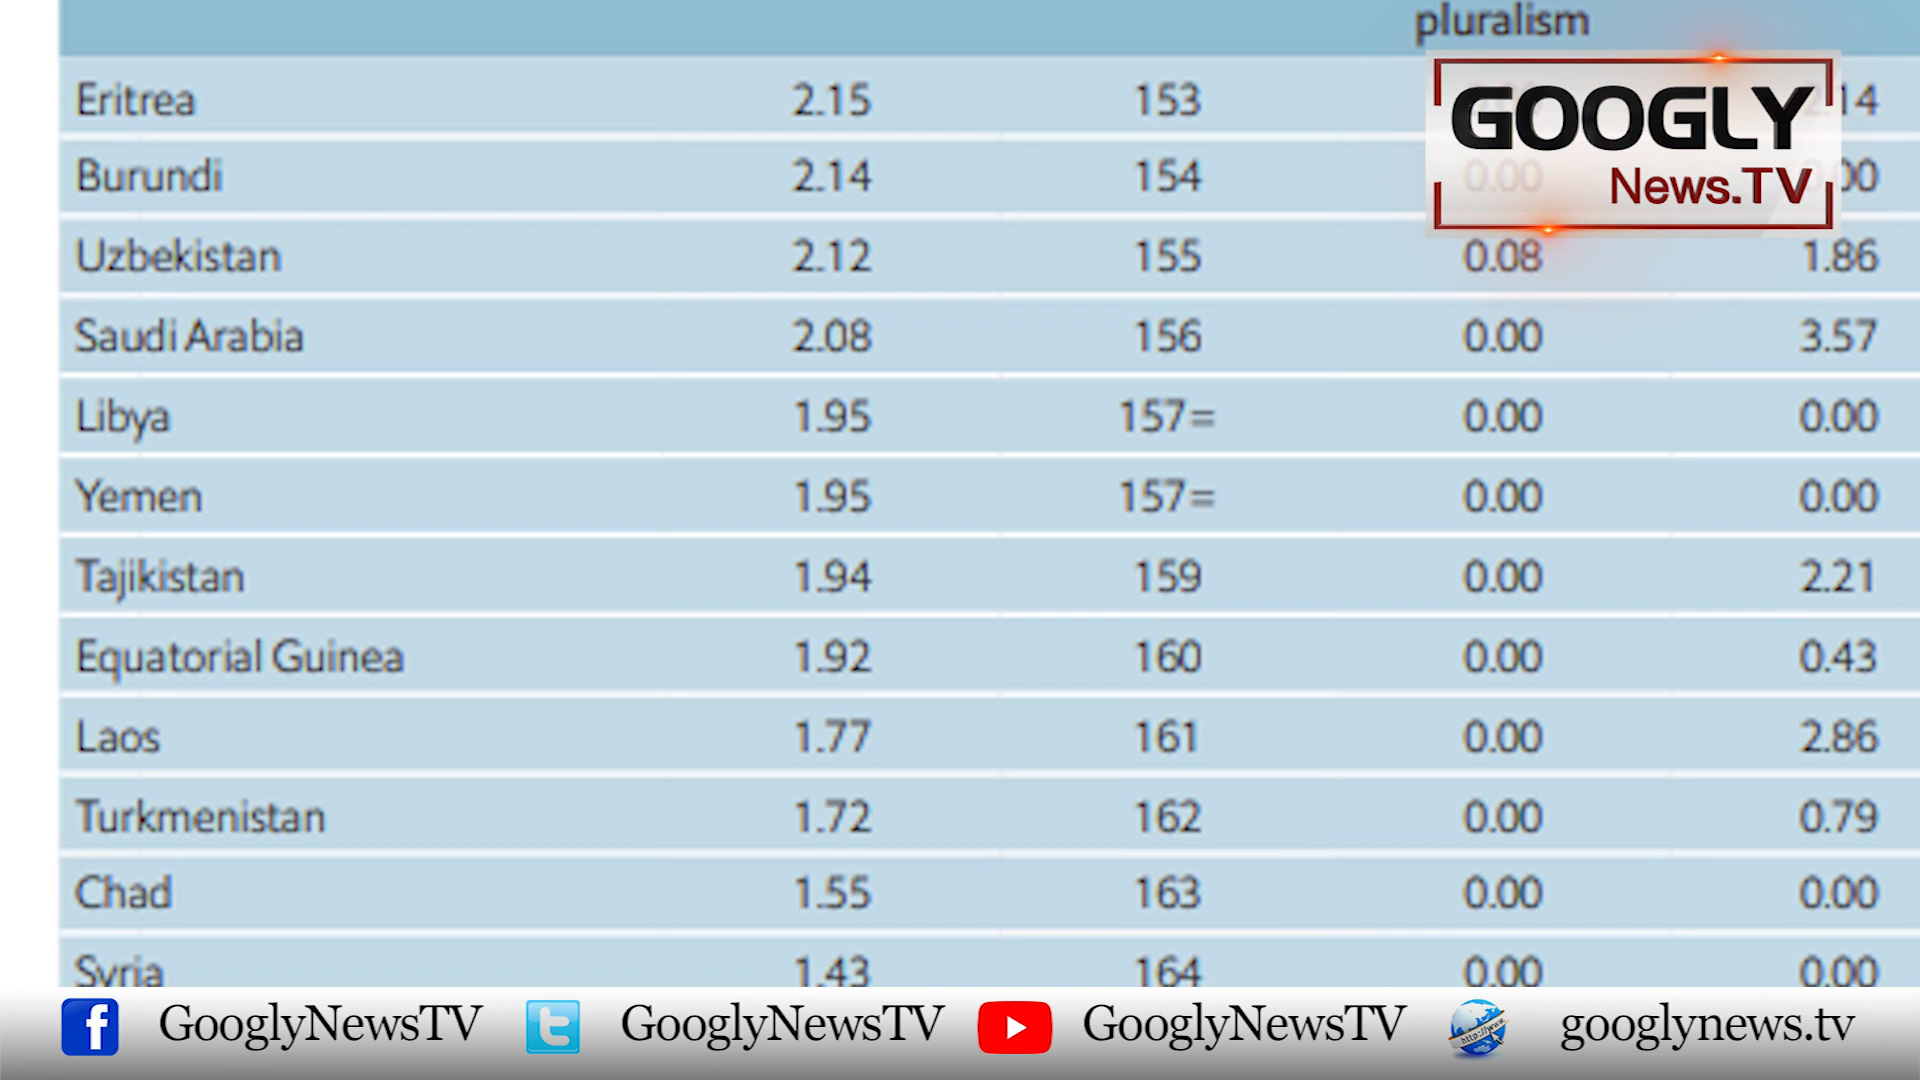 pluralism
Eritrea 2.15 153
Burundi 2.14 154 0.00
Uzbekistan 2.12 155 0.08 1.86
Saudi Arabia 2.08 156 0.00 3.57
Libya 1.95 157= 0.00 0.00
Yemen 1.95 157= 0.00 0.00
Tajikistan 1.94 159 0.00 2.21
Equatorial Guinea 1.92 160 0.00 0.43
Laos 1.77 161 0.00 2.86
Turkmenistan 1.72 162 0.00 0.79
Chad 1.55 163 0.00 0.00
Syria 1.43 164 0.00 0.00
GOOGLY
News.TV
GooglyNewsTV GooglyNewsTV GooglyNewsTV googlynews.tv